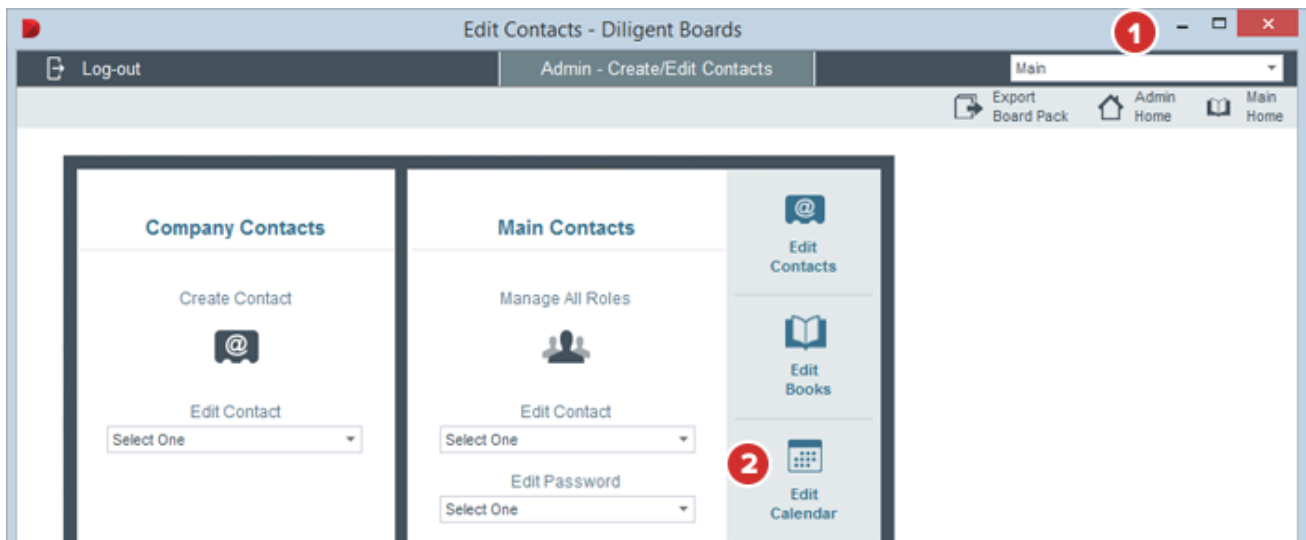 Edit Contacts - Diligent Boards
1
Log-out
Admin - Create/Edit Contacts
Main
Export
Board Pack
Admin
Home
Main
Home
Company Contacts
Create Contact
@
Edit Contact
Select One
Main Contacts
Manage All Roles
Edit Contact
Select One
Edit Password
Select One
@
Edit
Contacts
Edit
Books
2
Edit
Calendar